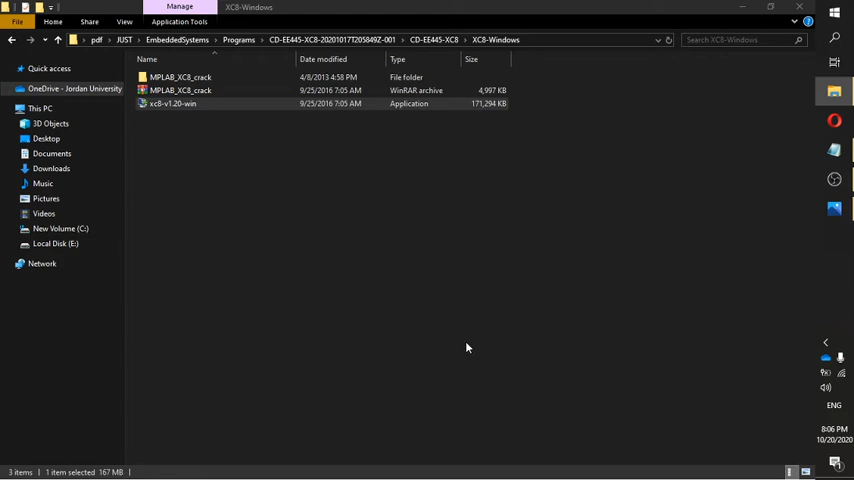 Manage XC8-Windows
File Home Share View Application Tools
pdf JUST EmbeddedSystems Programs CD-EE445-XC8-20201017T205849Z-001 CD-EE445-XC8 XC8-Windows Search XC8-Windows
Name Date modified Type Size
Quick access
OneDrive - Jordan University
This PC
3D Objects
Desktop
Documents
Downloads
Music
Pictures
Videos
New Volume (C:)
Local Disk (E:)
Network
MPLAB_XC8_crack 4/8/2013 4:58 PM File folder
MPLAB_XC8_crack 9/25/2016 7:05 AM WinRAR archive 4,997 KB
xc8-v1.20-win 9/25/2016 7:05 AM Application 171,294 KB
3 items 1 item selected 167 MB
ENG
8:06 PM
10/20/2020